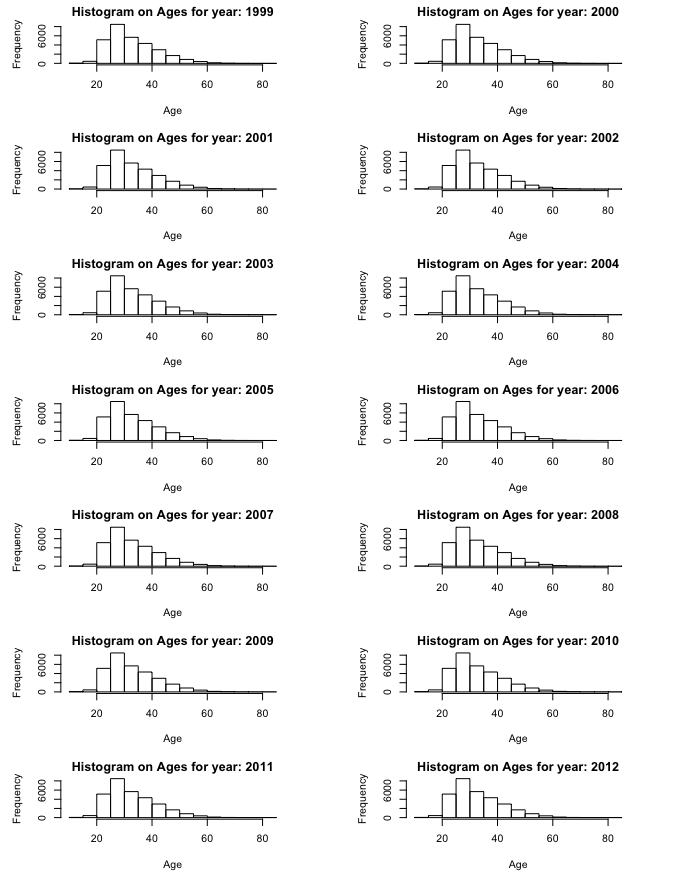 Histogram on Ages for year: 1999
Frequency
6000
0
20 40 60 80
Age
Histogram on Ages for year: 2000
Frequency
6000
0
20 40 60 80
Age
Histogram on Ages for year: 2001
Frequency
6000
0
20 40 60 80
Age
Histogram on Ages for year: 2002
Frequency
6000
0
20 40 60 80
Age
Histogram on Ages for year: 2003
Frequency
6000
0
20 40 60 80
Age
Histogram on Ages for year: 2004
Frequency
6000
0
20 40 60 80
Age
Histogram on Ages for year: 2005
Frequency
6000
0
20 40 60 80
Age
Histogram on Ages for year: 2006
Frequency
6000
0
20 40 60 80
Age
Histogram on Ages for year: 2007
Frequency
6000
0
20 40 60 80
Age
Histogram on Ages for year: 2008
Frequency
6000
0
20 40 60 80
Age
Histogram on Ages for year: 2009
Frequency
6000
0
20 40 60 80
Age
Histogram on Ages for year: 2010
Frequency
6000
0
20 40 60 80
Age
Histogram on Ages for year: 2011
Frequency
6000
0
20 40 60 80
Age
Histogram on Ages for year: 2012
Frequency
6000
0
20 40 60 80
Age